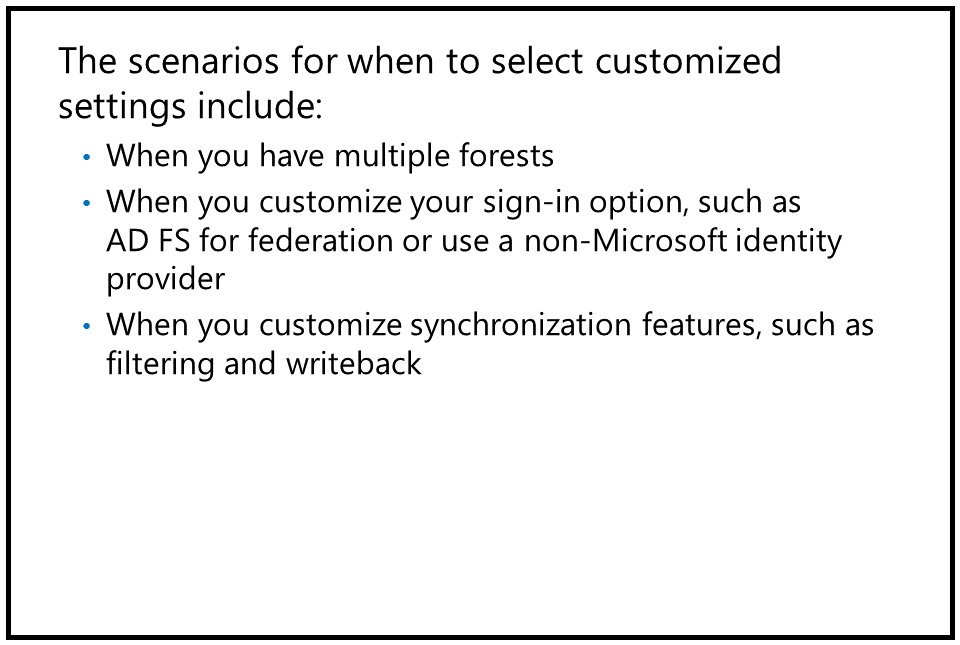 The scenarios for when to select customized
settings include:
• When you have multiple forests
• When you customize your sign-in option, such as
AD FS for federation or use a non-Microsoft identity
provider
• When you customize synchronization features, such as
filtering and writeback